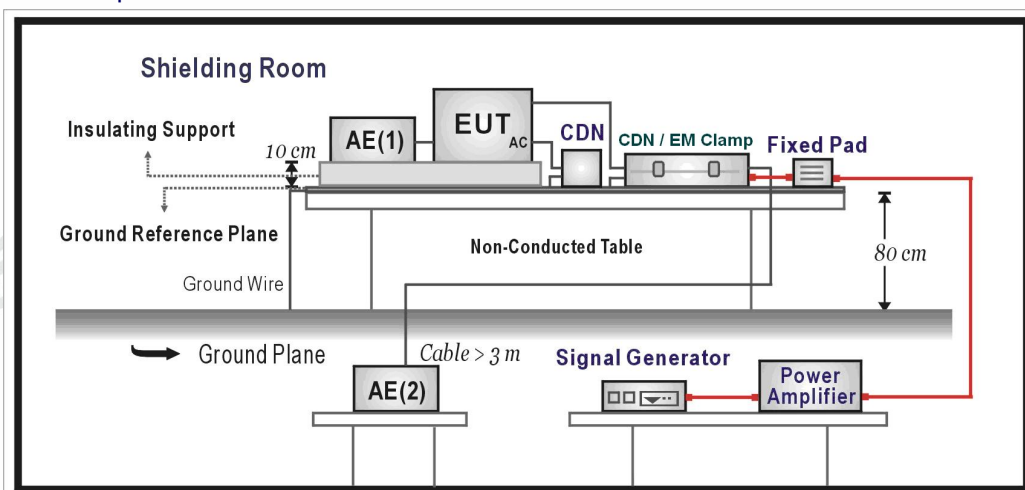 Shielding Room
Insulating Support
10 cm
AE(1)
EUT
AC
CDN
CDN / EM Clamp
Fixed Pad
Ground Reference Plane
Non-Conducted Table
80 cm
Ground Wire
Ground Plane
Cable > 3 m
AE(2)
Signal Generator
Power
Amplifier